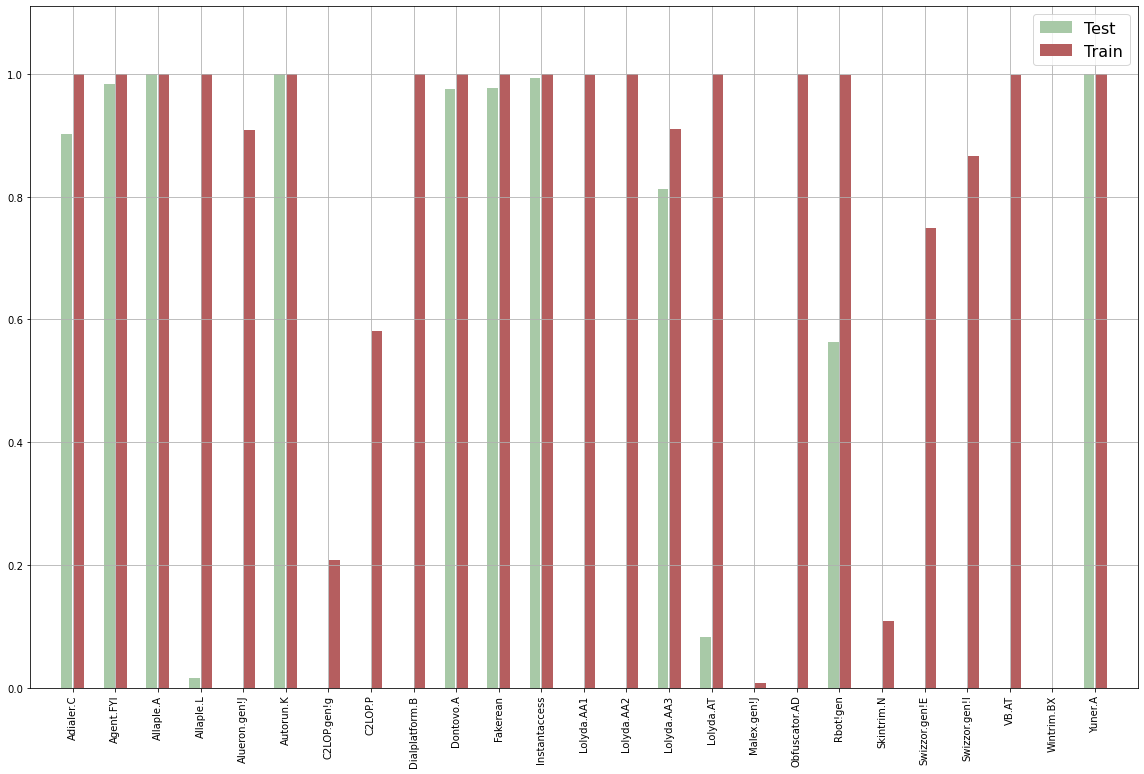 Test
Train
1.0
0.8
0.6
0.4
0.2
0.0
Adialer.C
Agent.FYI
Allaple.A
Allaple.L
Alueron.gen!J
Autorun.K
C2LOP.gen!g
C2LOP.P
Dialplatform.B
Dontovo.A
Fakerean
Instantaccess
Lolyda.AA1
Lolyda.AA2
Lolyda.AA3
Lolyda.AT
Malex.gen!J
Obfuscator.AD
Rbot!gen
Skintrim.N
Swizzor.gen!E
Swizzor.gen!I
VB.AT
Wintrim.BX
Yuner.A